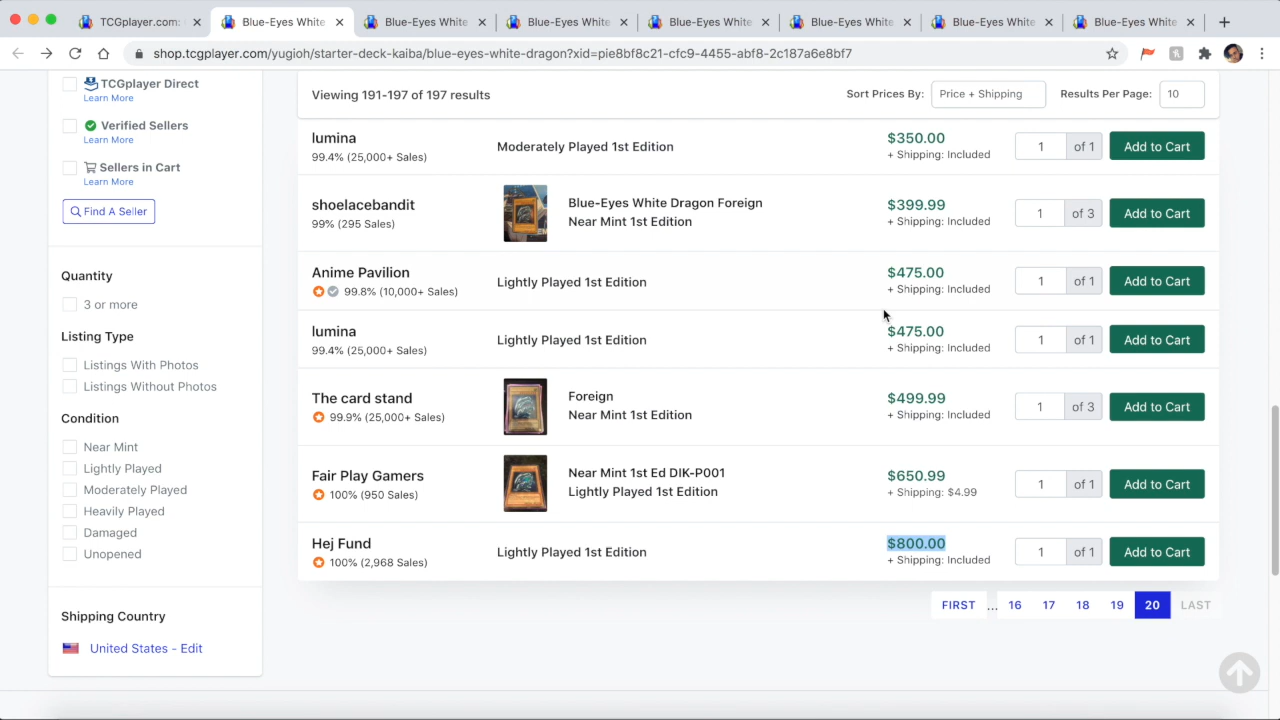 TCGplayer.com:
Blue-Eyes White
Blue-Eyes White
Blue-Eyes White
Blue-Eyes White
Blue-Eyes White
Blue-Eyes White
Blue-Eyes White
shop.tcgplayer.com/yugioh/starter-deck-kaiba/blue-eyes-white-dragon?xid=pie8bf8c21-cfc9-4455-abf8-2c187a6e8bf7
TCGplayer Direct
Learn More
Verified Sellers
Learn More
Sellers in Cart
Learn More
Find A Seller
Quantity
3 or more
Listing Type
Listings With Photos
Listings Without Photos
Condition
Near Mint
Lightly Played
Moderately Played
Heavily Played
Damaged
Unopened
Shipping Country
United States - Edit
Viewing 191-197 of 197 results
Sort Prices By: Price + Shipping Results Per Page: 10
lumina
99.4% (25,000+ Sales)
Moderately Played 1st Edition
$350.00
+ Shipping: Included
1 of 1 Add to Cart
shoelacebandit
99% (295 Sales)
Blue-Eyes White Dragon Foreign
Near Mint 1st Edition
$399.99
+ Shipping: Included
1 of 3 Add to Cart
Anime Pavilion
99.8% (10,000+ Sales)
Lightly Played 1st Edition
$475.00
+ Shipping: Included
1 of 1 Add to Cart
lumina
99.4% (25,000+ Sales)
Lightly Played 1st Edition
$475.00
+ Shipping: Included
1 of 1 Add to Cart
The card stand
99.9% (25,000+ Sales)
Foreign
Near Mint 1st Edition
$499.99
+ Shipping: Included
1 of 3 Add to Cart
Fair Play Gamers
100% (950 Sales)
Near Mint 1st Ed DIK-P001
Lightly Played 1st Edition
$650.99
+ Shipping: $4.99
1 of 1 Add to Cart
Hej Fund
100% (2,968 Sales)
Lightly Played 1st Edition
$800.00
+ Shipping: Included
1 of 1 Add to Cart
FIRST ... 16 17 18 19 20 LAST